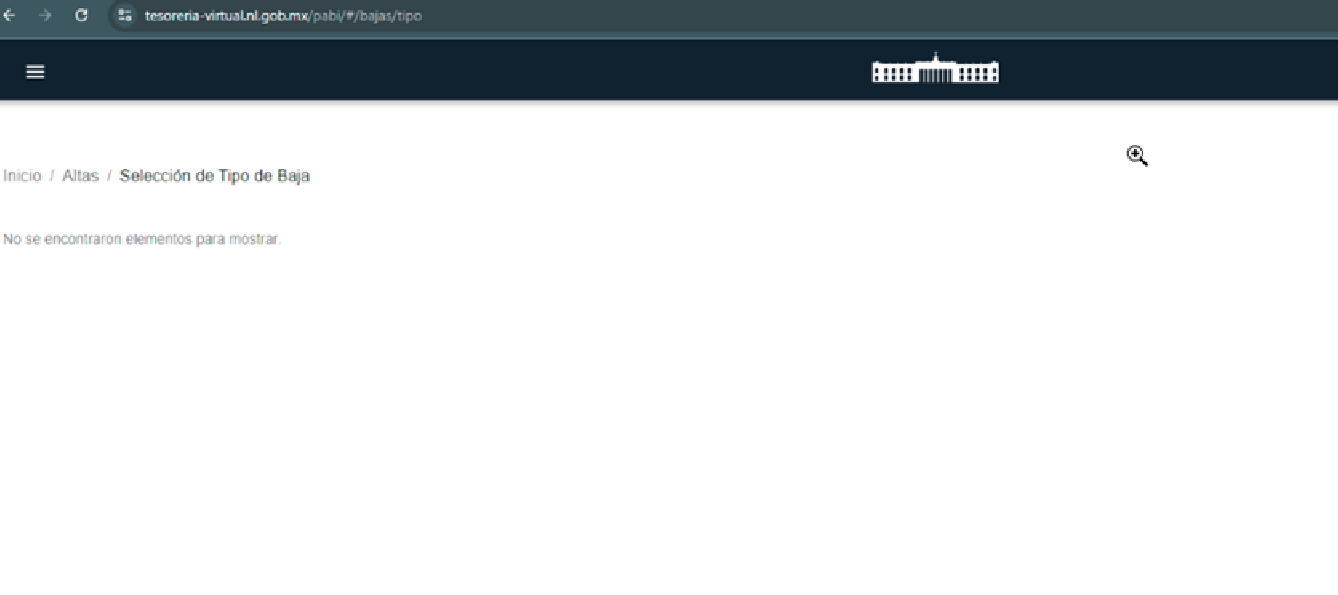 tesoreria-virtual.nl.gob.mx/pabi/#/bajas/tipo
Inicio / Altas / Selección de Tipo de Baja
No se encontraron elementos para mostrar.